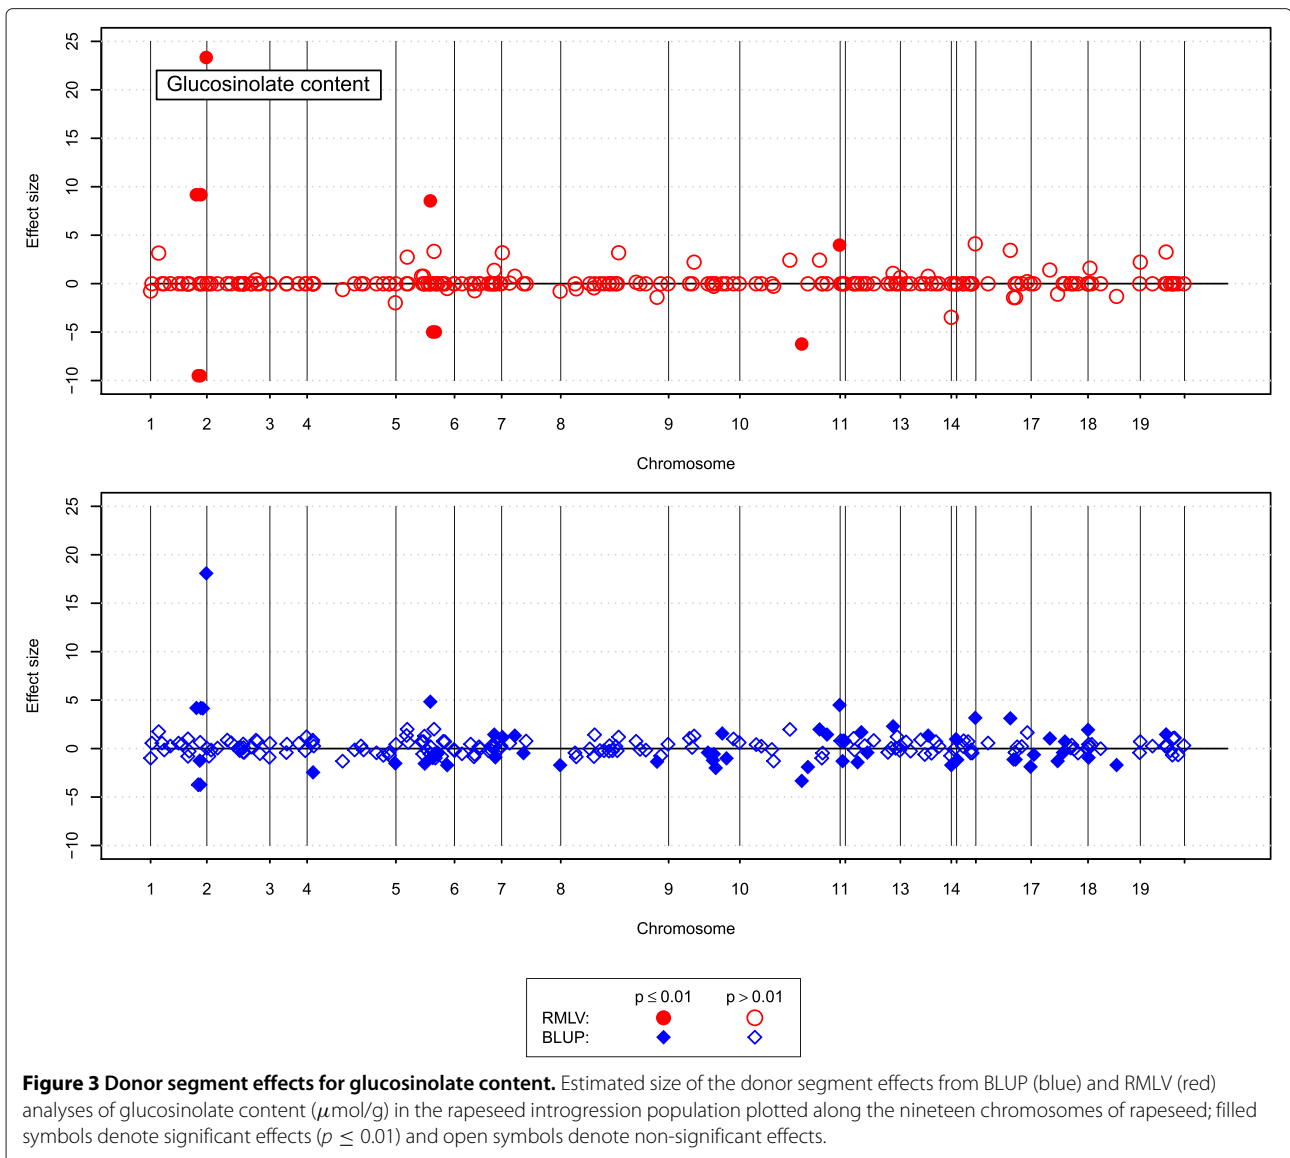 25
20
15
10
5
0
−5
−10
Effect size
Glucosinolate content
1 2 3 4 5 6 7 8 9 10 11 13 14 17 18 19
Chromosome
25
20
15
10
5
0
−5
−10
Effect size
1 2 3 4 5 6 7 8 9 10 11 13 14 17 18 19
Chromosome
p ≤ 0.01 p > 0.01
RMLV:
BLUP:
Figure 3 Donor segment effects for glucosinolate content. Estimated size of the donor segment effects from BLUP (blue) and RMLV (red)
analyses of glucosinolate content (μmol/g) in the rapeseed introgression population plotted along the nineteen chromosomes of rapeseed; filled
symbols denote significant effects (p ≤ 0.01) and open symbols denote non-significant effects.